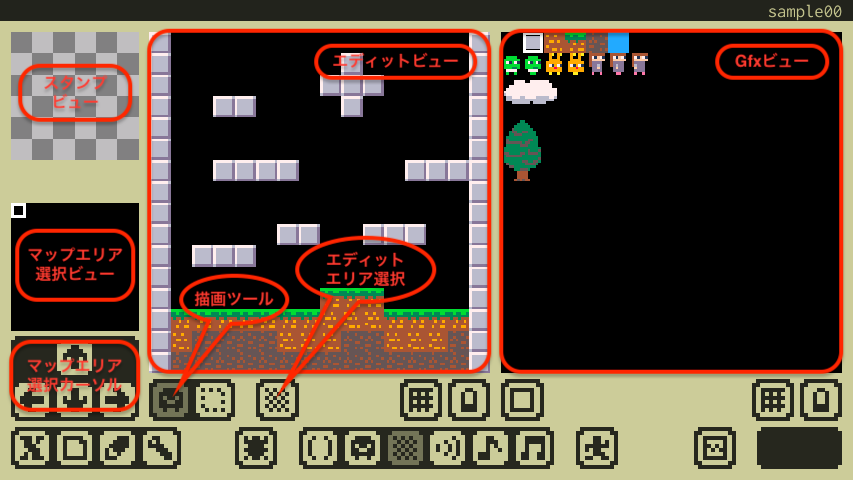 sample00
スタンプ
ビュー
エディットビュー
Gfxビュー
マップエリア
選択ビュー
エディット
エリア選択
描画ツール
マップエリア
選択カーソル